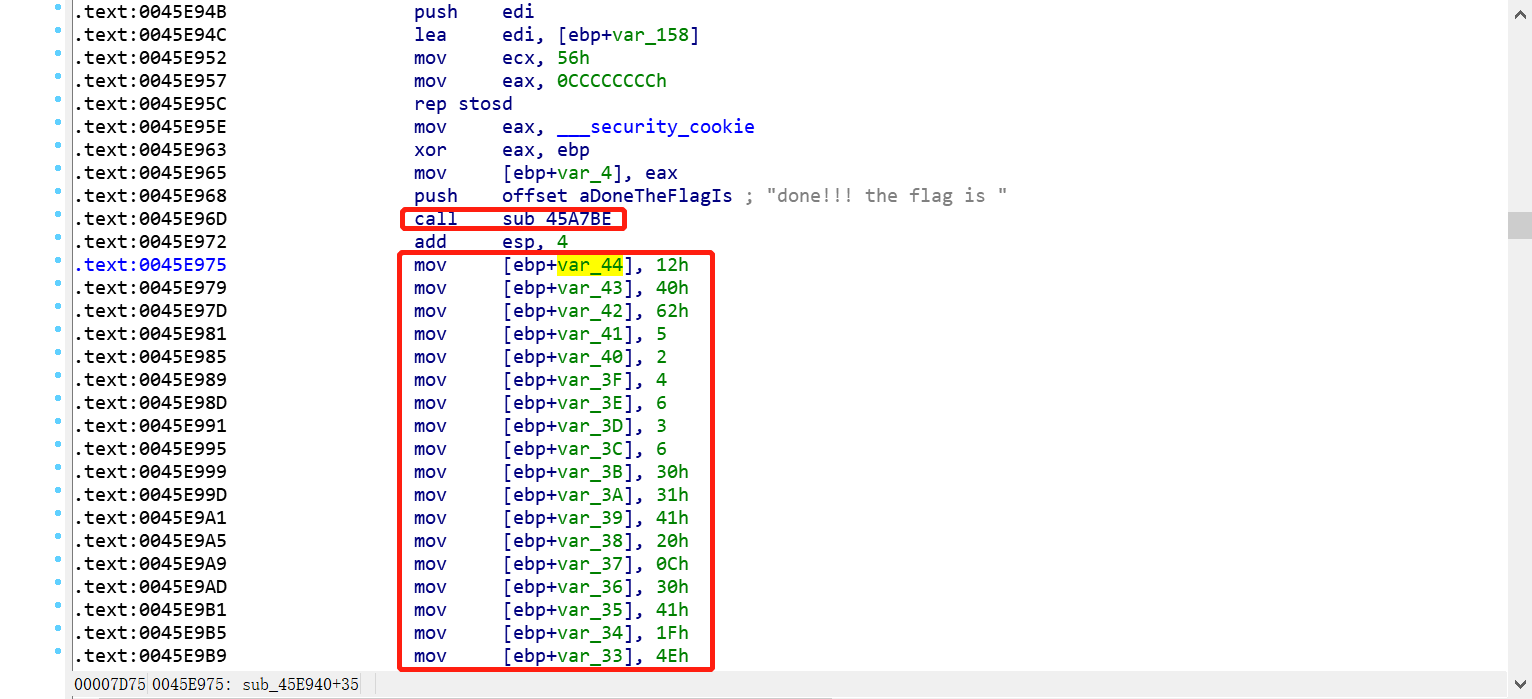 .text:0045E94B push edi
.text:0045E94C lea edi, [ebp+var_158]
.text:0045E952 mov ecx, 56h
.text:0045E957 mov eax, 0CCCCCCCCh
.text:0045E95C rep stosd
.text:0045E95E mov eax, ___security_cookie
.text:0045E963 xor eax, ebp
.text:0045E965 mov [ebp+var_4], eax
.text:0045E968 push offset aDoneTheFlagIs ; "done!!! the flag is "
.text:0045E96D call sub_45A7BE
.text:0045E972 add esp, 4
.text:0045E975 mov [ebp+var_44], 12h
.text:0045E979 mov [ebp+var_43], 40h
.text:0045E97D mov [ebp+var_42], 62h
.text:0045E981 mov [ebp+var_41], 5
.text:0045E985 mov [ebp+var_40], 2
.text:0045E989 mov [ebp+var_3F], 4
.text:0045E98D mov [ebp+var_3E], 6
.text:0045E991 mov [ebp+var_3D], 3
.text:0045E995 mov [ebp+var_3C], 6
.text:0045E999 mov [ebp+var_3B], 30h
.text:0045E99D mov [ebp+var_3A], 31h
.text:0045E9A1 mov [ebp+var_39], 41h
.text:0045E9A5 mov [ebp+var_38], 20h
.text:0045E9A9 mov [ebp+var_37], 0Ch
.text:0045E9AD mov [ebp+var_36], 30h
.text:0045E9B1 mov [ebp+var_35], 41h
.text:0045E9B5 mov [ebp+var_34], 1Fh
.text:0045E9B9 mov [ebp+var_33], 4Eh
00007D75 0045E975: sub_45E940+35